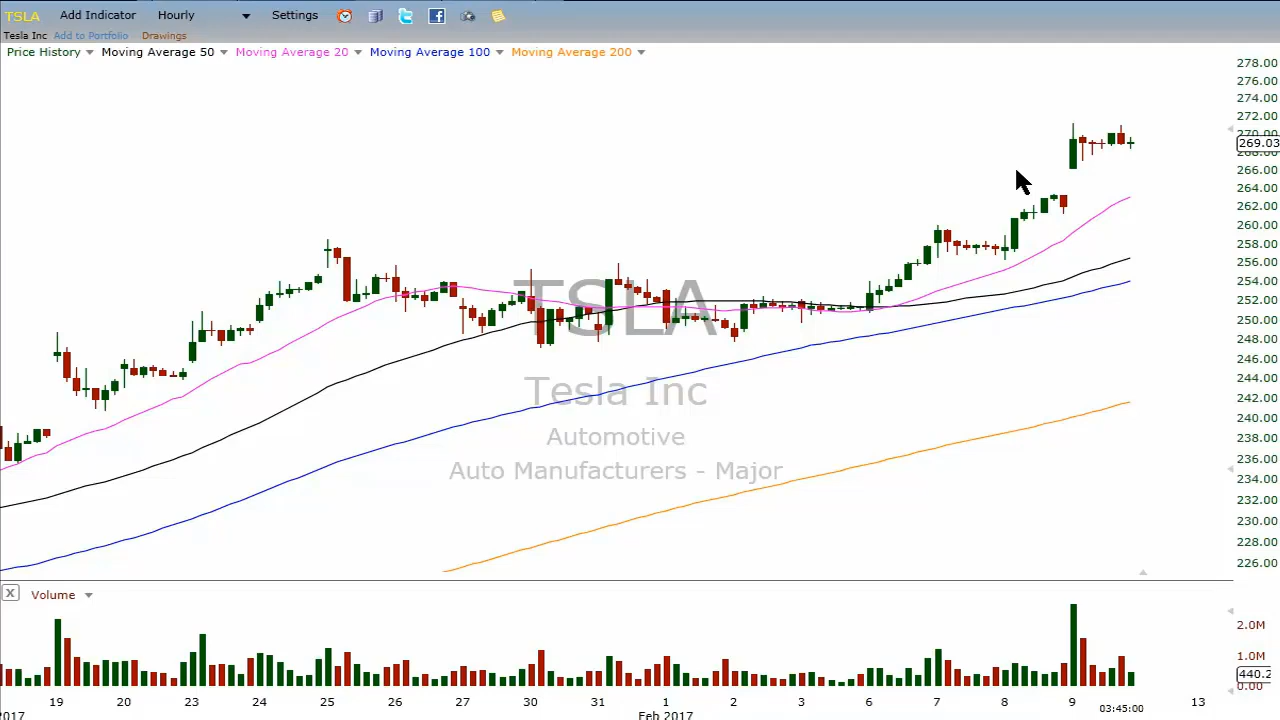 TSLA Add Indicator Hourly Settings
Tesla Inc Add to Portfolio Drawings
Price History Moving Average 50 Moving Average 20 Moving Average 100 Moving Average 200
278.00
276.00
274.00
272.00
270.00
269.03
268.00
266.00
264.00
262.00
260.00
258.00
256.00
254.00
252.00
250.00
248.00
246.00
244.00
242.00
240.00
238.00
236.00
234.00
232.00
230.00
228.00
226.00
TSLA
Tesla Inc
Automotive
Auto Manufacturers - Major
X Volume
2.0M
1.0M
440.2
0.00
19 20 22 23 24 25 26 27 30 31 1 2 3 6 7 8 9 13
2017 Feb 2017 03:45:00